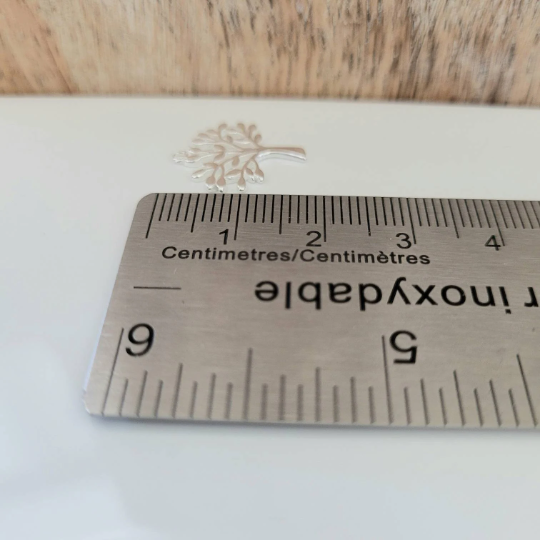 1 2 3 4
Centimetres/Centimètres
r inoxydable
6 5